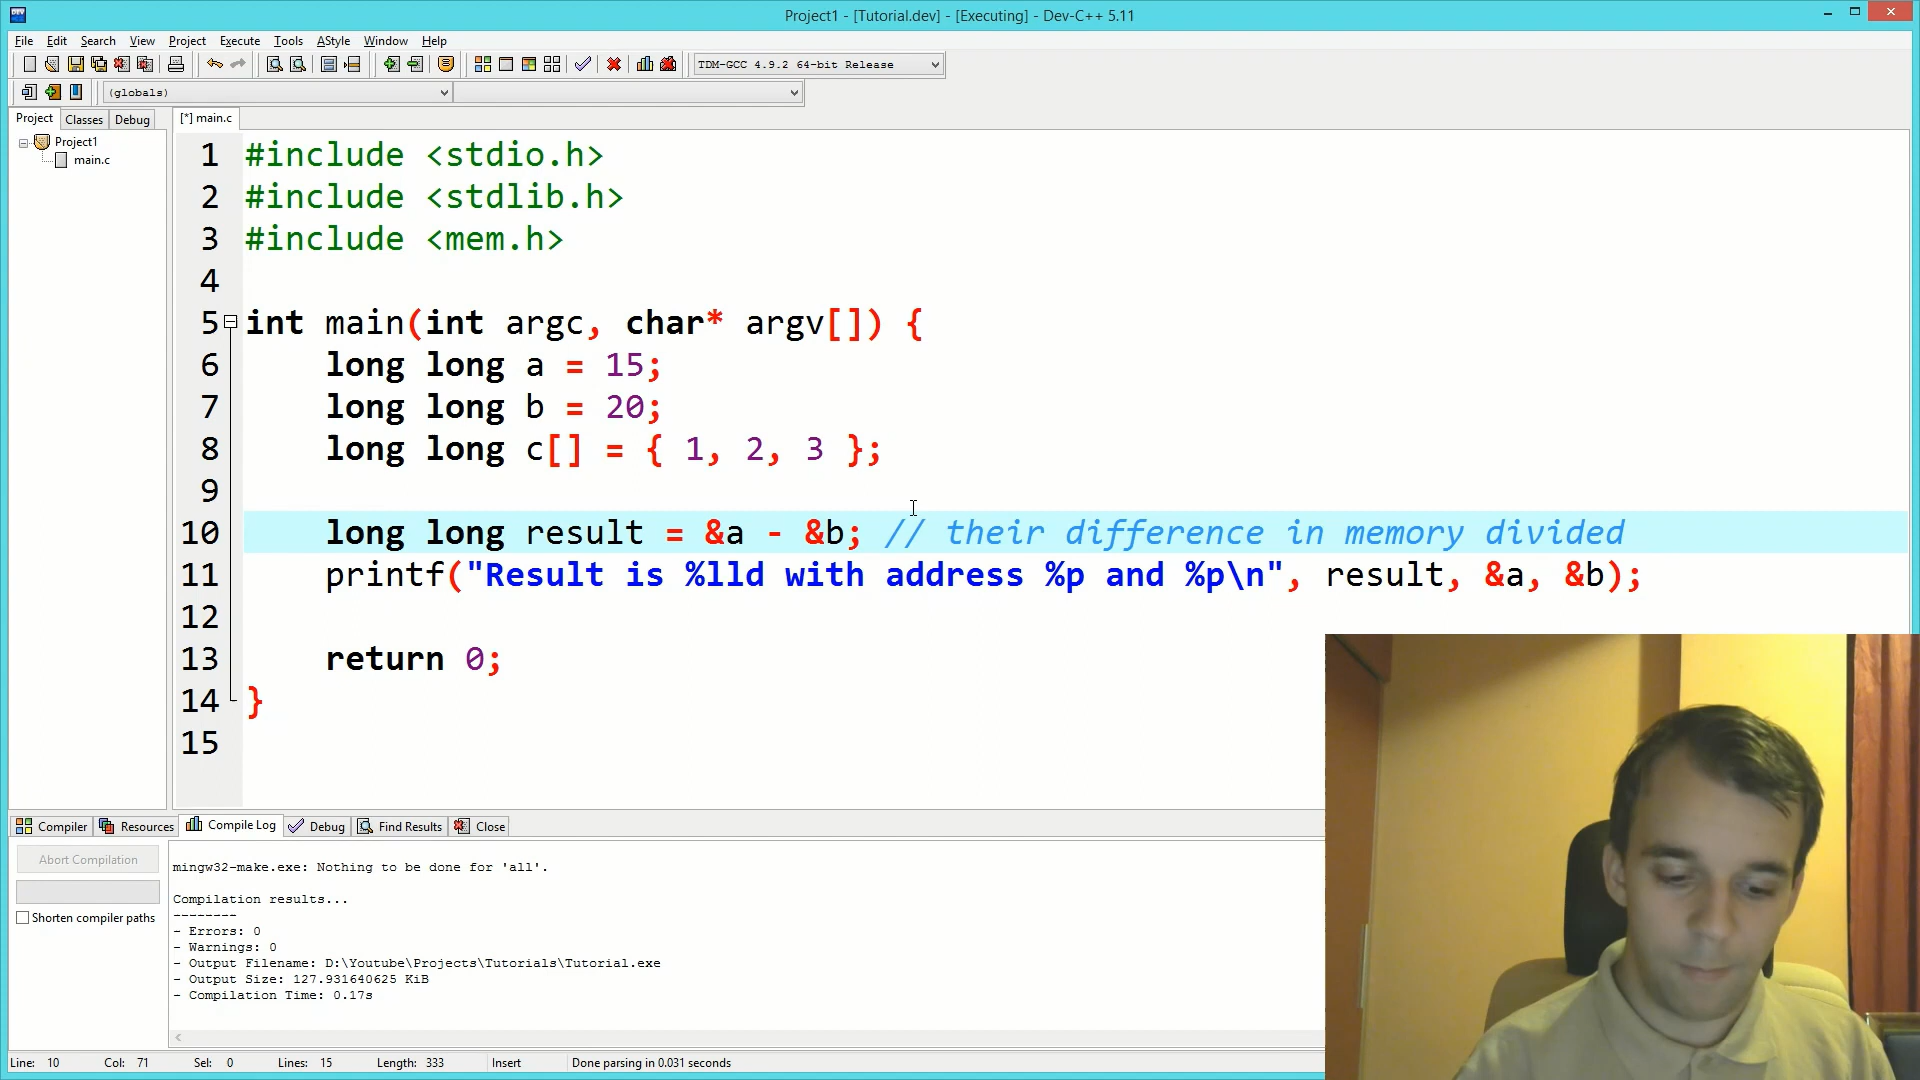 Project1 - [Tutorial.dev] - [Executing] - Dev-C++ 5.11
File Edit Search View Project Execute Tools AStyle Window Help
TDM-GCC 4.9.2 64-bit Release
(globals)
Project Classes Debug
[*] main.c
Project1
main.c
1 #include <stdio.h>
2 #include <stdlib.h>
3 #include <mem.h>
4
5 int main(int argc, char* argv[]) {
6 long long a = 15;
7 long long b = 20;
8 long long c[] = { 1, 2, 3 };
9
10 long long result = &a - &b; // their difference in memory divided
11 printf("Result is %lld with address %p and %p\n", result, &a, &b);
12
13 return 0;
14 }
15
Compiler Resources Compile Log Debug Find Results Close
Abort Compilation
Shorten compiler paths
mingw32-make.exe: Nothing to be done for 'all'.
Compilation results...
--------
- Errors: 0
- Warnings: 0
- Output Filename: D:\Youtube\Projects\Tutorials\Tutorial.exe
- Output Size: 127.931640625 KiB
- Compilation Time: 0.17s
Line: 10 Col: 71 Sel: 0 Lines: 15 Length: 333 Insert Done parsing in 0.031 seconds